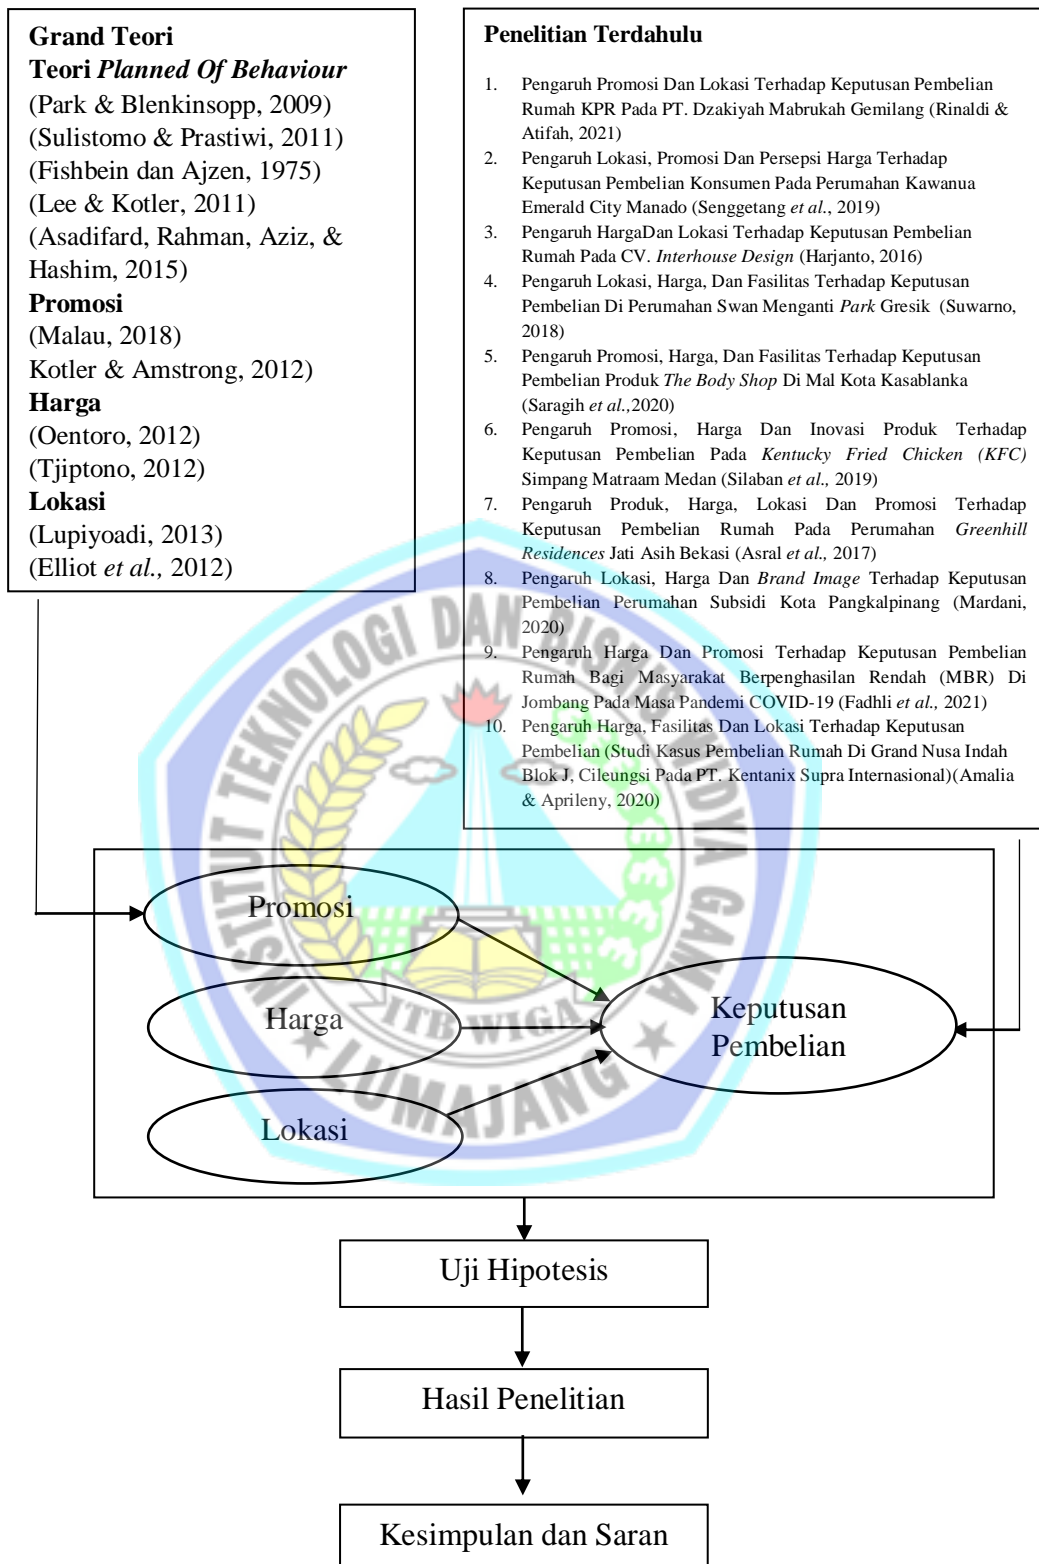 Grand Teori
Teori Planned Of Behaviour
(Park & Blenkinsopp, 2009)
(Sulistomo & Prastiwi, 2011)
(Fishbein dan Ajzen, 1975)
(Lee & Kotler, 2011)
(Asadifard, Rahman, Aziz, &
Hashim, 2015)
Promosi
(Malau, 2018)
Kotler & Amstrong, 2012)
Harga
(Oentoro, 2012)
(Tjiptono, 2012)
Lokasi
(Lupiyoadi, 2013)
(Elliot et al., 2012)
Penelitian Terdahulu
1. Pengaruh Promosi Dan Lokasi Terhadap Keputusan Pembelian
Rumah KPR Pada PT. Dzakiyah Mabrukah Gemilang (Rinaldi &
Atifah, 2021)
2. Pengaruh Lokasi, Promosi Dan Persepsi Harga Terhadap
Keputusan Pembelian Konsumen Pada Perumahan Kawanua
Emerald City Manado (Senggetang et al., 2019)
3. Pengaruh HargaDan Lokasi Terhadap Keputusan Pembelian
Rumah Pada CV. Interhouse Design (Harjanto, 2016)
4. Pengaruh Lokasi, Harga, Dan Fasilitas Terhadap Keputusan
Pembelian Di Perumahan Swan Menganti Park Gresik (Suwarno,
2018)
5. Pengaruh Promosi, Harga, Dan Fasilitas Terhadap Keputusan
Pembelian Produk The Body Shop Di Mal Kota Kasablanka
(Saragih et al.,2020)
6. Pengaruh Promosi, Harga Dan Inovasi Produk Terhadap
Keputusan Pembelian Pada Kentucky Fried Chicken (KFC)
Simpang Matraam Medan (Silaban et al., 2019)
7. Pengaruh Produk, Harga, Lokasi Dan Promosi Terhadap
Keputusan Pembelian Rumah Pada Perumahan Greenhill
Residences Jati Asih Bekasi (Asral et al., 2017)
8. Pengaruh Lokasi, Harga Dan Brand Image Terhadap Keputusan
Pembelian Perumahan Subsidi Kota Pangkalpinang (Mardani,
2020)
9. Pengaruh Harga Dan Promosi Terhadap Keputusan Pembelian
Rumah Bagi Masyarakat Berpenghasilan Rendah (MBR) Di
Jombang Pada Masa Pandemi COVID-19 (Fadhli et al., 2021)
10. Pengaruh Harga, Fasilitas Dan Lokasi Terhadap Keputusan
Pembelian (Studi Kasus Pembelian Rumah Di Grand Nusa Indah
Blok J, Cileungsi Pada PT. Kentanix Supra Internasional)(Amalia
& Aprileny, 2020)
INSTITUT TEKNOLOGI DAN BISNIS WIDYA GAMA
ITB WIGA
LUMAJANG
Promosi
Harga
Lokasi
Keputusan
Pembelian
Uji Hipotesis
Hasil Penelitian
Kesimpulan dan Saran